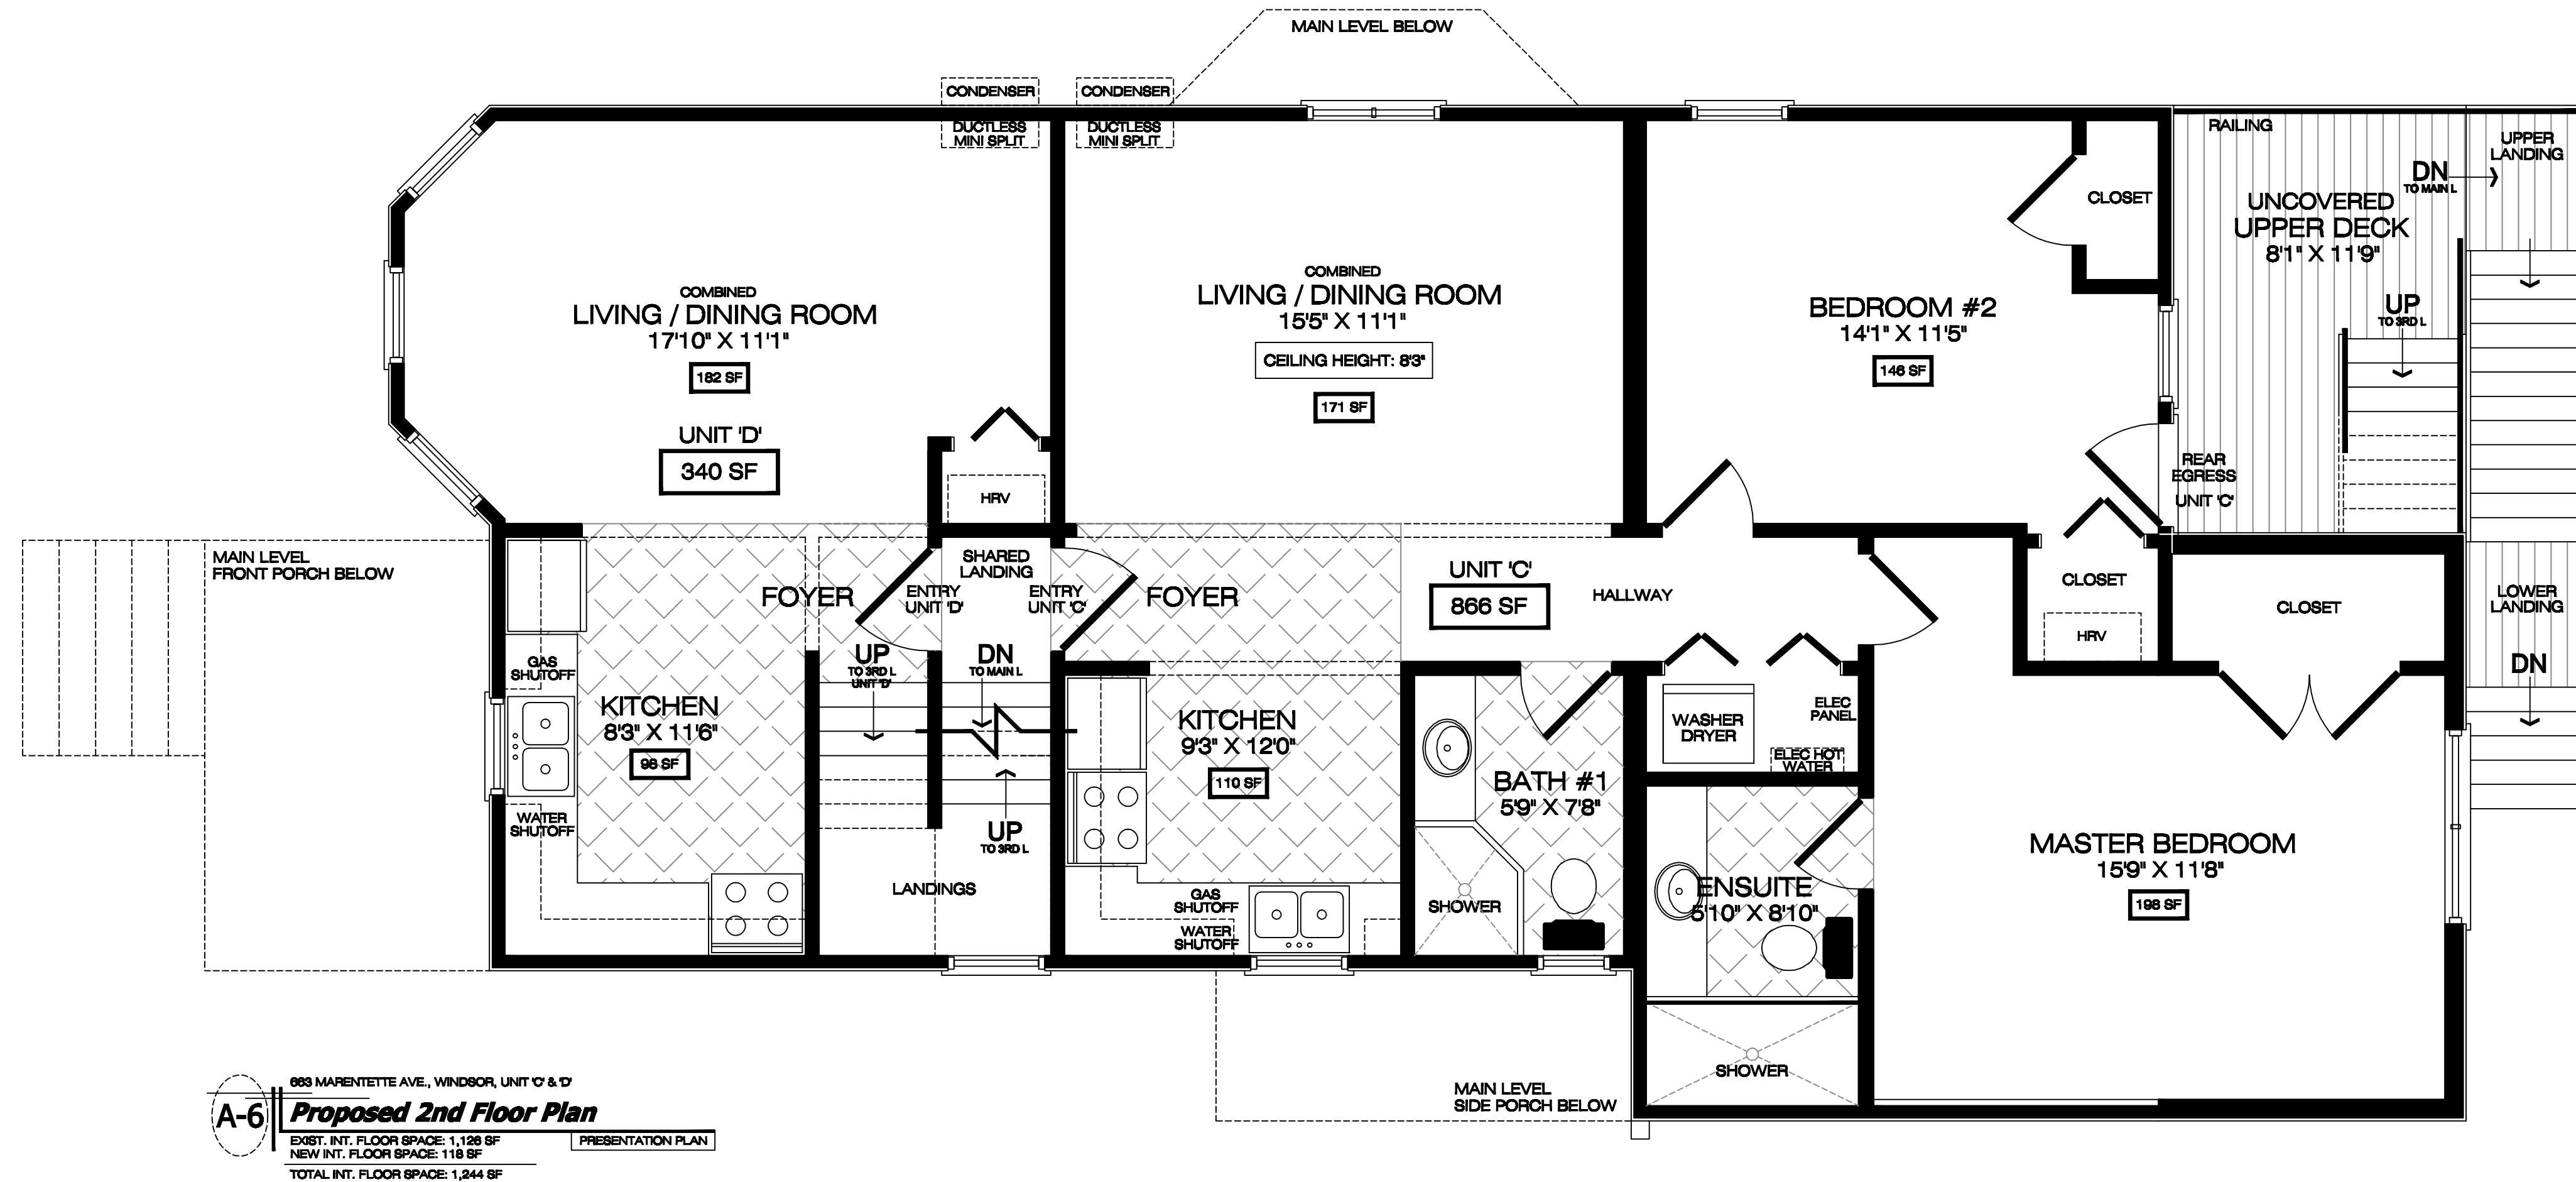 MAIN LEVEL BELOW
CONDENSER
DUCTLESS
MINI SPLIT
CONDENSER
DUCTLESS
MINI SPLIT
COMBINED
LIVING / DINING ROOM
17'10" X 11'1"
182 SF
UNIT 'D'
340 SF
HRV
COMBINED
LIVING / DINING ROOM
15'5" X 11'1"
CEILING HEIGHT: 8'3"
171 SF
BEDROOM #2
14'1" X 11'5"
146 SF
CLOSET
RAILING
UNCOVERED
UPPER DECK
8'1" X 11'9"
DN
TO MAIN L
UPPER
LANDING
UP
TO 3RD L
REAR
EGRESS
UNIT 'C'
MAIN LEVEL
FRONT PORCH BELOW
FOYER
ENTRY
UNIT 'D'
SHARED
LANDING
ENTRY
UNIT 'C'
FOYER
UNIT 'C'
866 SF
HALLWAY
CLOSET
HRV
CLOSET
LOWER
LANDING
DN
GAS
SHUTOFF
KITCHEN
8'3" X 11'6"
98 SF
WATER
SHUTOFF
UP
TO 3RD L
UNIT 'D'
DN
TO MAIN L
UP
TO 3RD L
LANDINGS
KITCHEN
9'3" X 12'0"
110 SF
GAS
SHUTOFF
WATER
SHUTOFF
BATH #1
5'9" X 7'8"
SHOWER
WASHER
DRYER
ELEC
PANEL
ELEC HOT
WATER
ENSUITE
5'10" X 8'10"
SHOWER
MASTER BEDROOM
15'9" X 11'8"
198 SF
MAIN LEVEL
SIDE PORCH BELOW
A-6
663 MARENTETTE AVE., WINDSOR, UNIT 'C' & 'D'
Proposed 2nd Floor Plan
EXIST. INT. FLOOR SPACE: 1,126 SF
NEW INT. FLOOR SPACE: 118 SF
PRESENTATION PLAN
TOTAL INT. FLOOR SPACE: 1,244 SF